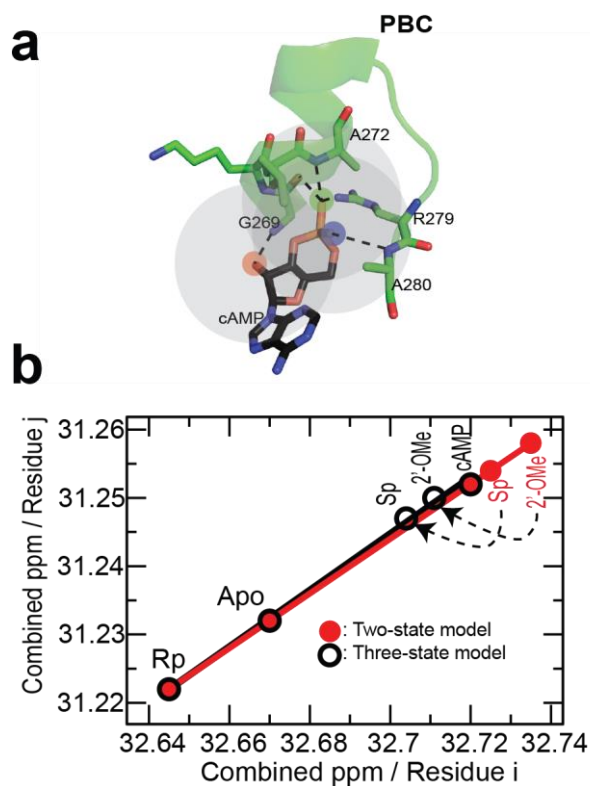 a
PBC
A272
G269
R279
A280
cAMP
b
Combined ppm / Residue j
31.26
31.25
31.23
31.22
Sp
2'-OMe
cAMP
Sp
2'-OMe
Apo
Rp
: Two-state model
: Three-state model
32.64 32.66 32.68 32.7 32.72 32.74
Combined ppm / Residue i